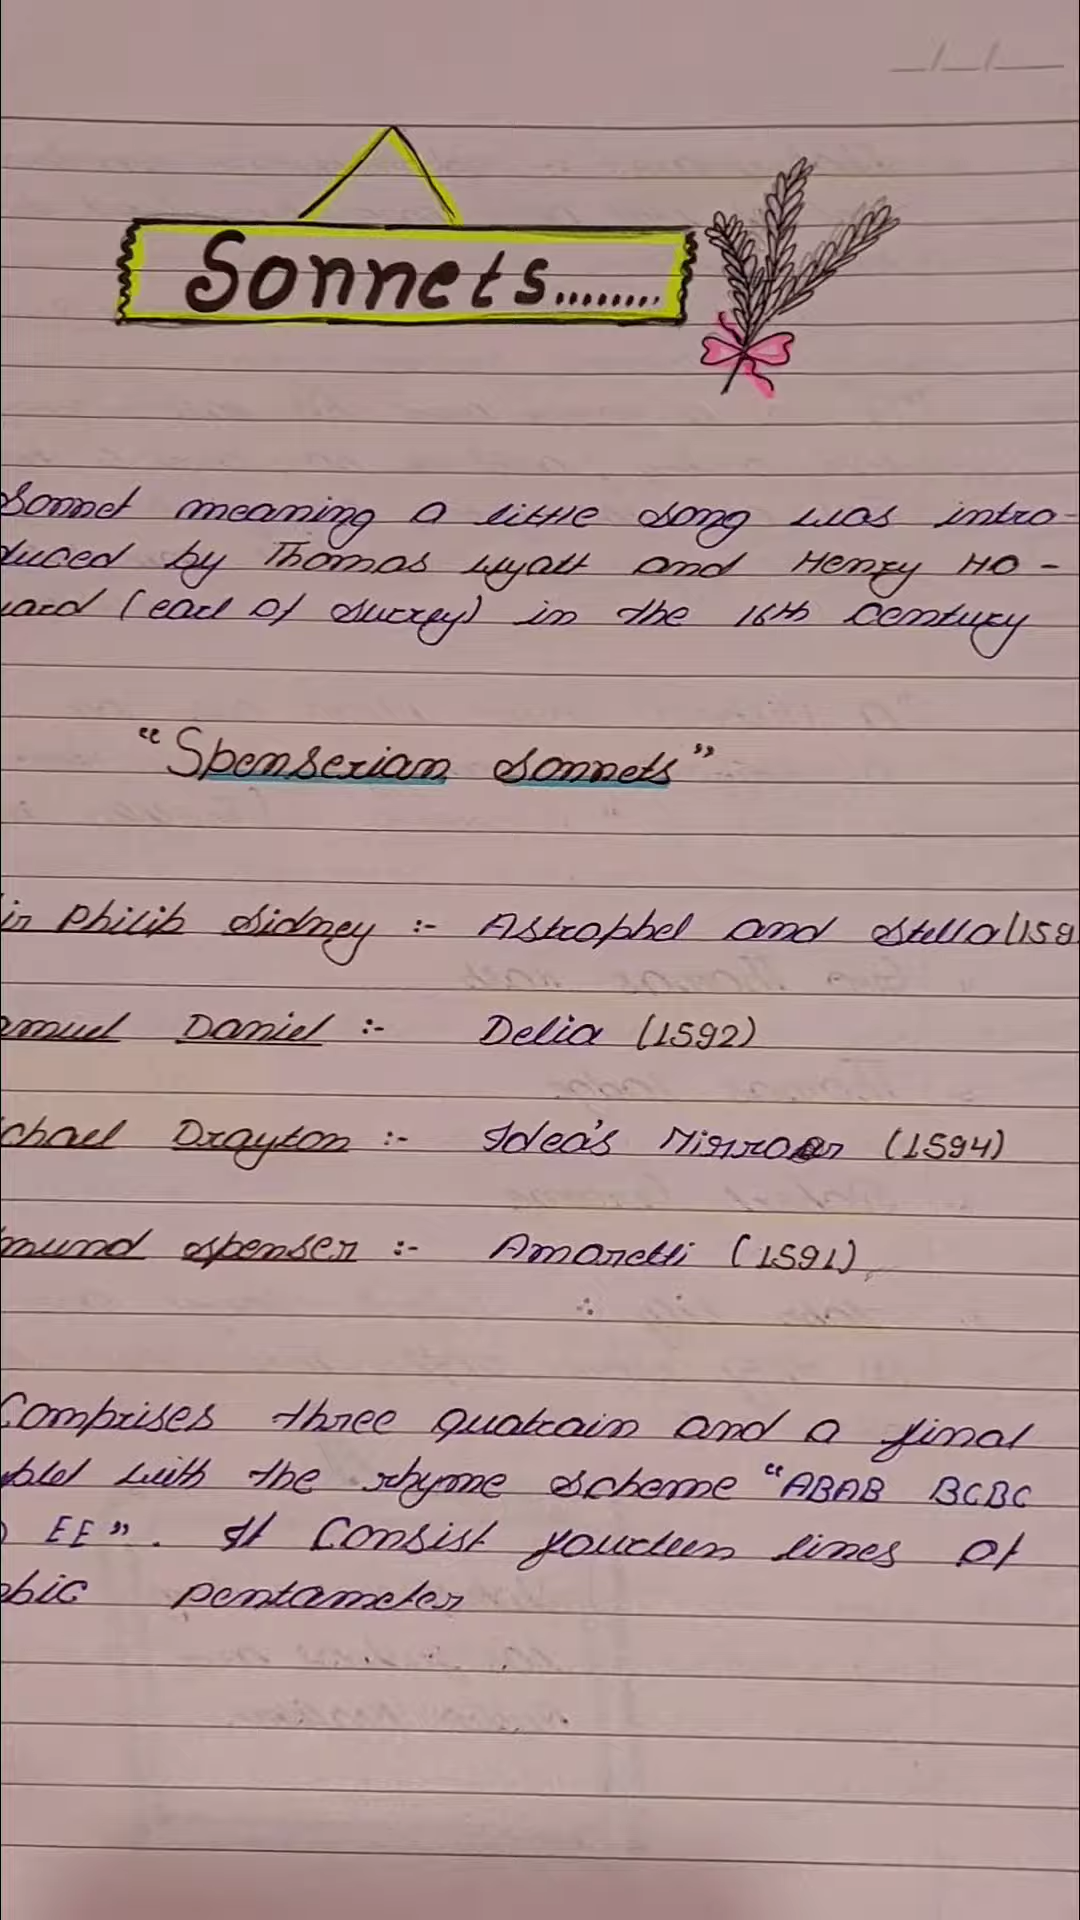 Sonnets........
Sonnet meaning a little song was intro-
duced by Thomas Wyatt and Henry Ho-
ward (earl of Surrey) in the 16th Century
"Spenserian Sonnets"
ir Philip Sidney :- Astrophel and Stella (159
amuel Daniel :- Delia (1592)
chael Drayton :- Idea's Mirror (1594)
mund Spenser :- Amoretti (1591)
Comprises three quatrain and a final
plet with the rhyme scheme "ABAB BCBC
EE". It Consist fourteen lines of
bic pentameter